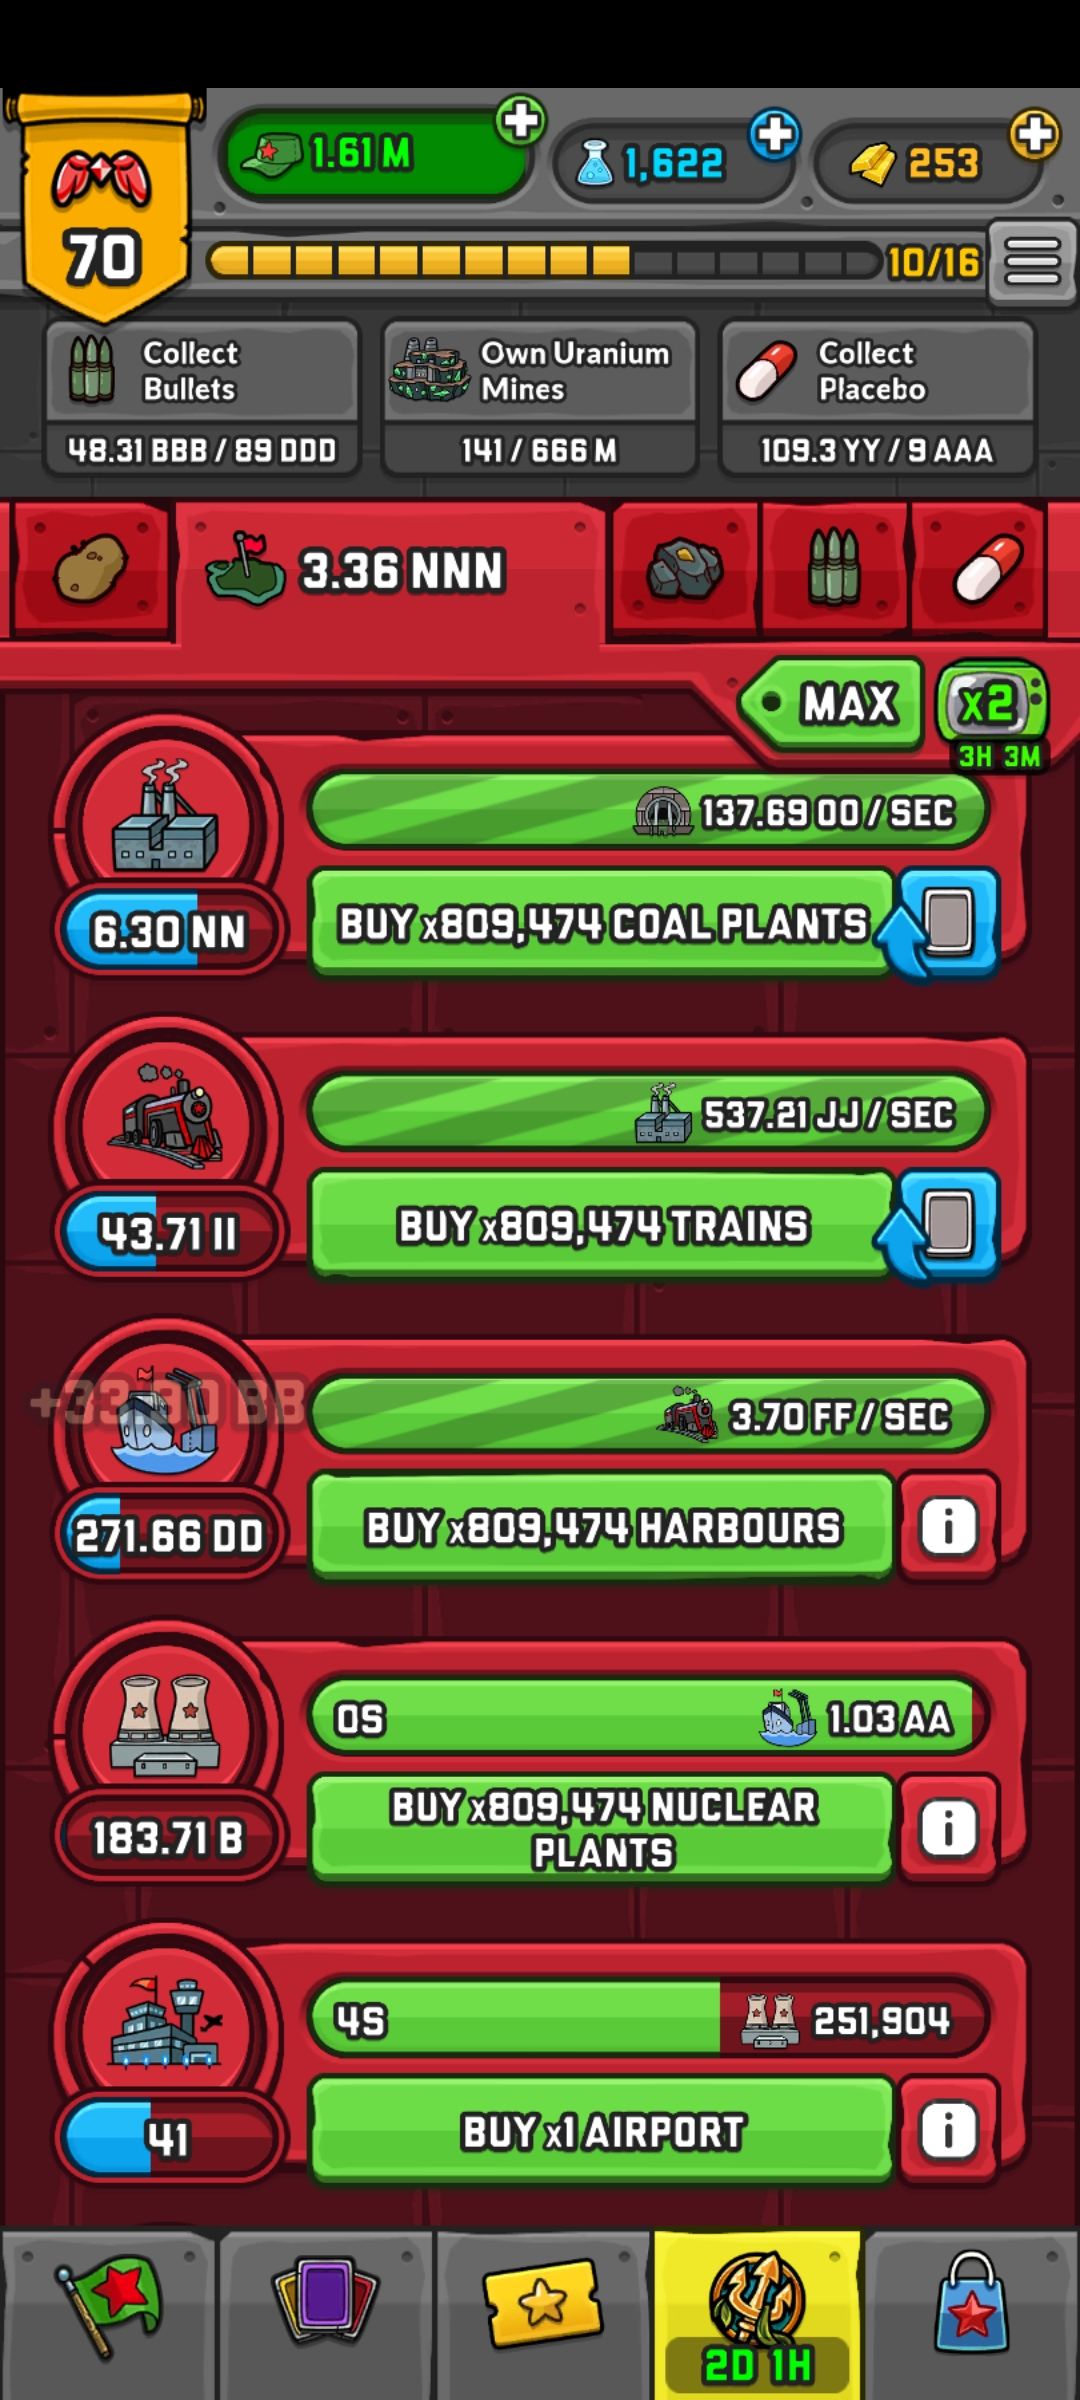 1.61 M
1,622
253
70
10/16
Collect
Bullets
48.31 BBB / 89 DDD
Own Uranium
Mines
141 / 666 M
Collect
Placebo
109.3 YY / 9 AAA
3.36 NNN
MAX
x2
3H 3M
137.69 OO / SEC
6.30 NN
BUY x809,474 COAL PLANTS
537.21 JJ / SEC
43.71 II
BUY x809,474 TRAINS
3.70 FF / SEC
271.66 DD
BUY x809,474 HARBOURS
i
0S
1.03 AA
183.71 B
BUY x809,474 NUCLEAR
PLANTS
i
4S
251,904
41
BUY x1 AIRPORT
i
2D 1H